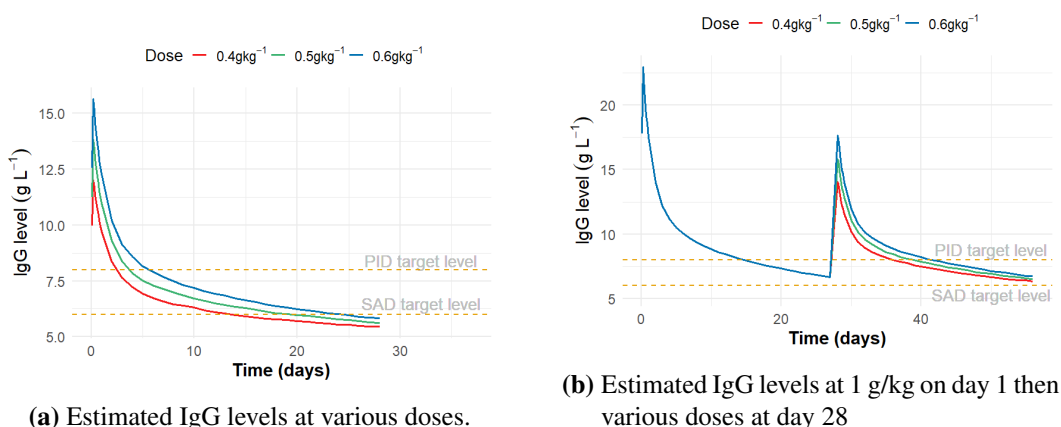 Dose 0.4gkg⁻¹ 0.5gkg⁻¹ 0.6gkg⁻¹
IgG level (g L⁻¹)
15.0
12.5
10.0
7.5
5.0
PID target level
SAD target level
0 10 20 30
Time (days)
(a) Estimated IgG levels at various doses.
Dose 0.4gkg⁻¹ 0.5gkg⁻¹ 0.6gkg⁻¹
IgG level (g L⁻¹)
20
15
10
5
PID target level
SAD target level
0 20 40
Time (days)
(b) Estimated IgG levels at 1 g/kg on day 1 then
various doses at day 28